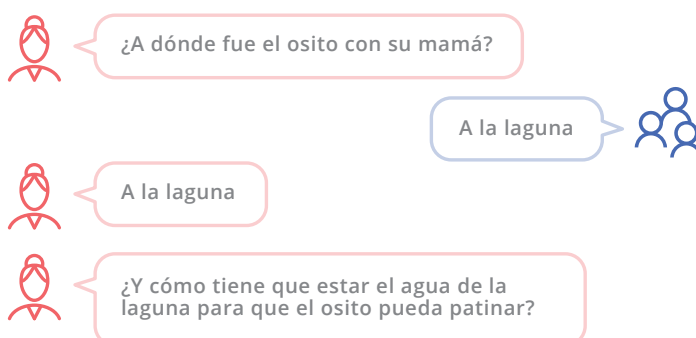 ¿A dónde fue el osito con su mamá?
A la laguna
A la laguna
¿Y cómo tiene que estar el agua de la
laguna para que el osito pueda patinar?